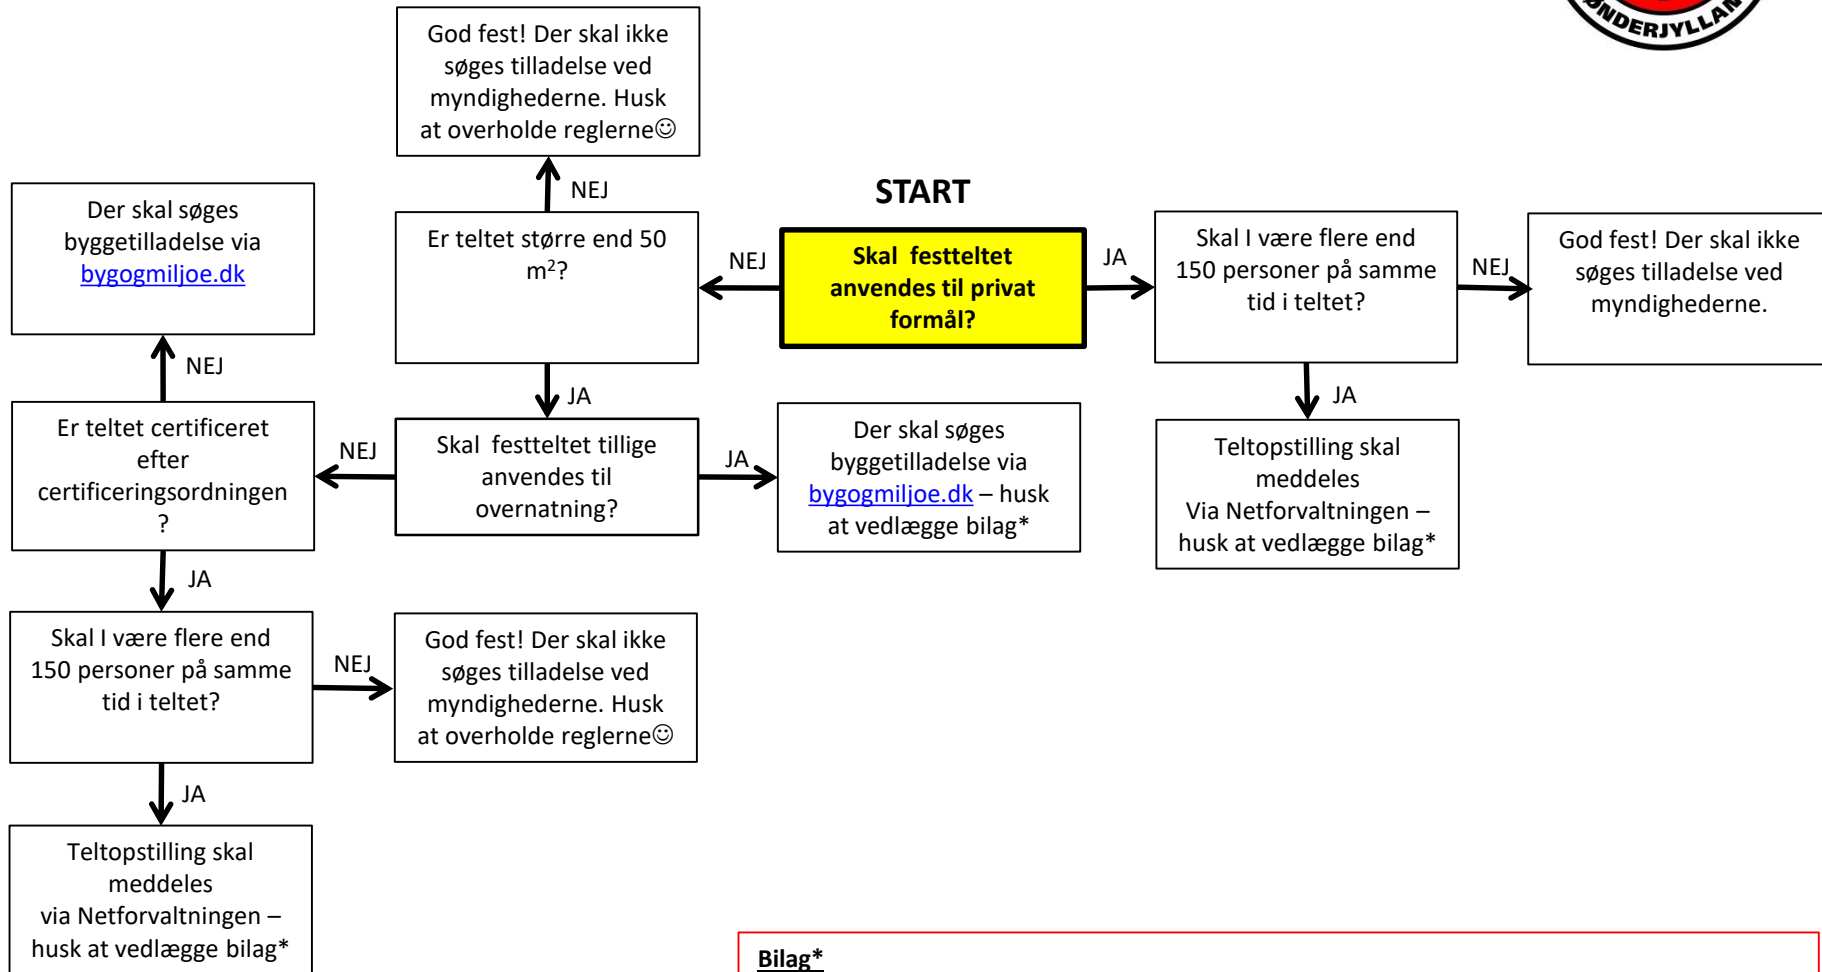 ØNDERJYLLAN
God fest! Der skal ikke
søges tilladelse ved
myndighederne. Husk
at overholde reglerne☺
NEJ
START
Der skal søges
byggetilladelse via
bygogmiljoe.dk
Er teltet større end 50
m²?
NEJ
Skal festteltet
anvendes til privat
formål?
JA
Skal I være flere end
150 personer på samme
tid i teltet?
NEJ
God fest! Der skal ikke
søges tilladelse ved
myndighederne.
NEJ
JA
JA
Er teltet certificeret
efter
certificeringsordningen
?
NEJ
Skal festteltet tillige
anvendes til
overnatning?
JA
Der skal søges
byggetilladelse via
bygogmiljoe.dk – husk
at vedlægge bilag*
Teltopstilling skal
meddeles
Via Netforvaltningen –
husk at vedlægge bilag*
JA
Skal I være flere end
150 personer på samme
tid i teltet?
NEJ
God fest! Der skal ikke
søges tilladelse ved
myndighederne. Husk
at overholde reglerne☺
JA
Teltopstilling skal
meddeles
via Netforvaltningen –
husk at vedlægge bilag*
Bilag*